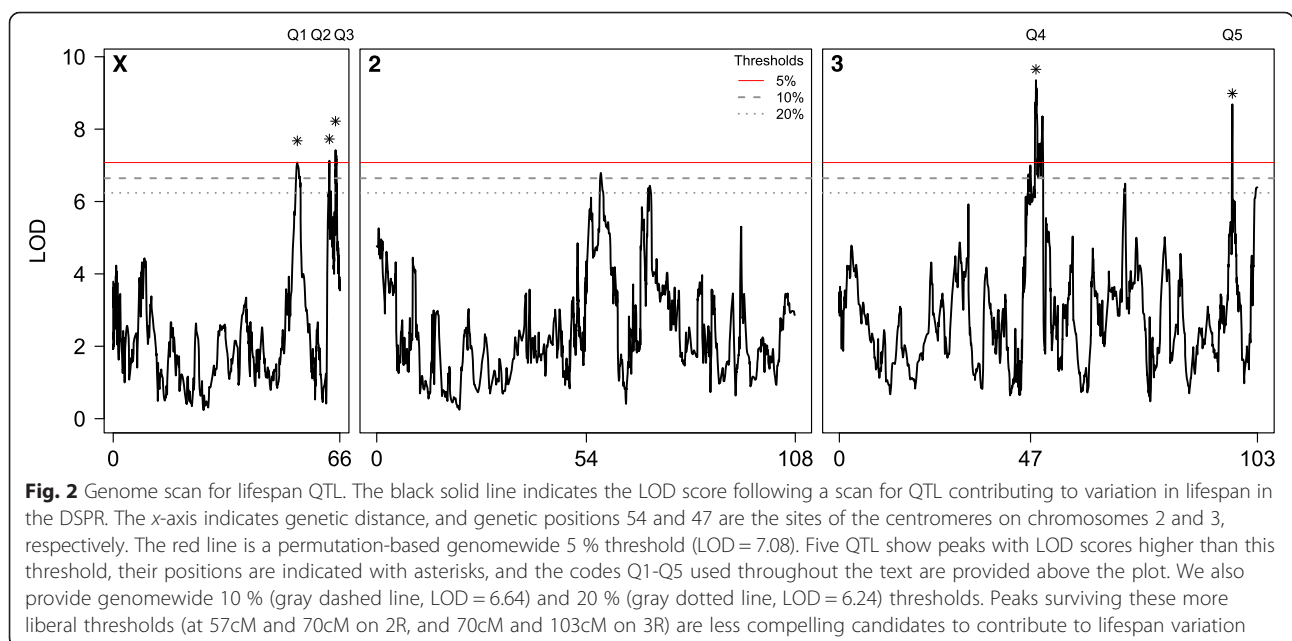 Q1 Q2 Q3 Q4 Q5
10
8
6
4
2
0
LOD
X
2
3
Thresholds
5%
10%
20%
0 66 0 54 108 0 47 103
Fig. 2 Genome scan for lifespan QTL. The black solid line indicates the LOD score following a scan for QTL contributing to variation in lifespan in
the DSPR. The x-axis indicates genetic distance, and genetic positions 54 and 47 are the sites of the centromeres on chromosomes 2 and 3,
respectively. The red line is a permutation-based genomewide 5 % threshold (LOD = 7.08). Five QTL show peaks with LOD scores higher than this
threshold, their positions are indicated with asterisks, and the codes Q1-Q5 used throughout the text are provided above the plot. We also
provide genomewide 10 % (gray dashed line, LOD = 6.64) and 20 % (gray dotted line, LOD = 6.24) thresholds. Peaks surviving these more
liberal thresholds (at 57cM and 70cM on 2R, and 70cM and 103cM on 3R) are less compelling candidates to contribute to lifespan variation